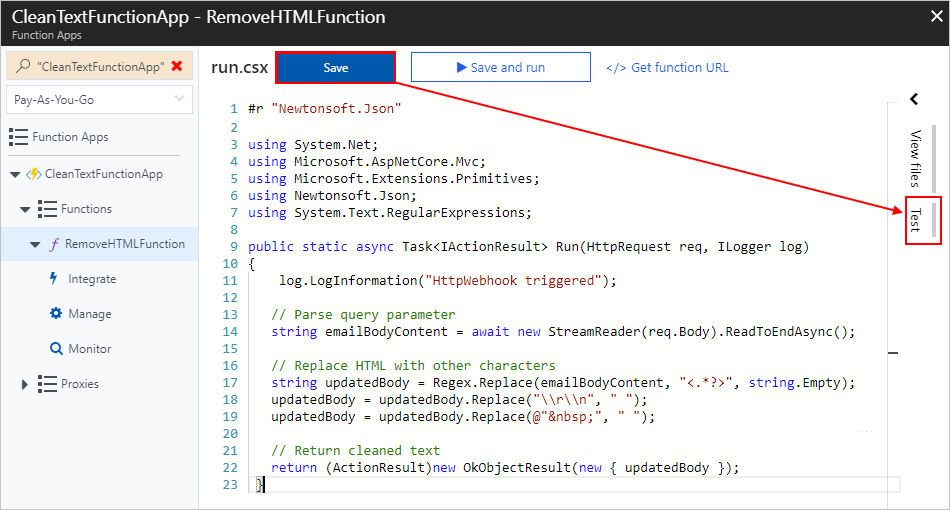 CleanTextFunctionApp - RemoveHTMLFunction
Function Apps
"CleanTextFunctionApp"
Pay-As-You-Go
Function Apps
CleanTextFunctionApp
Functions
RemoveHTMLFunction
Integrate
Manage
Monitor
Proxies
run.csx
Save
Save and run
</> Get function URL
1 #r "Newtonsoft.Json"
2
3 using System.Net;
4 using Microsoft.AspNetCore.Mvc;
5 using Microsoft.Extensions.Primitives;
6 using Newtonsoft.Json;
7 using System.Text.RegularExpressions;
8
9 public static async Task<IActionResult> Run(HttpRequest req, ILogger log)
10 {
11 log.LogInformation("HttpWebhook triggered");
12
13 // Parse query parameter
14 string emailBodyContent = await new StreamReader(req.Body).ReadToEndAsync();
15
16 // Replace HTML with other characters
17 string updatedBody = Regex.Replace(emailBodyContent, "<.*?>", string.Empty);
18 updatedBody = updatedBody.Replace("\\r\\n", " ");
19 updatedBody = updatedBody.Replace(@"&nbsp;", " ");
20
21 // Return cleaned text
22 return (ActionResult)new OkObjectResult(new { updatedBody });
23 }
View files
Test